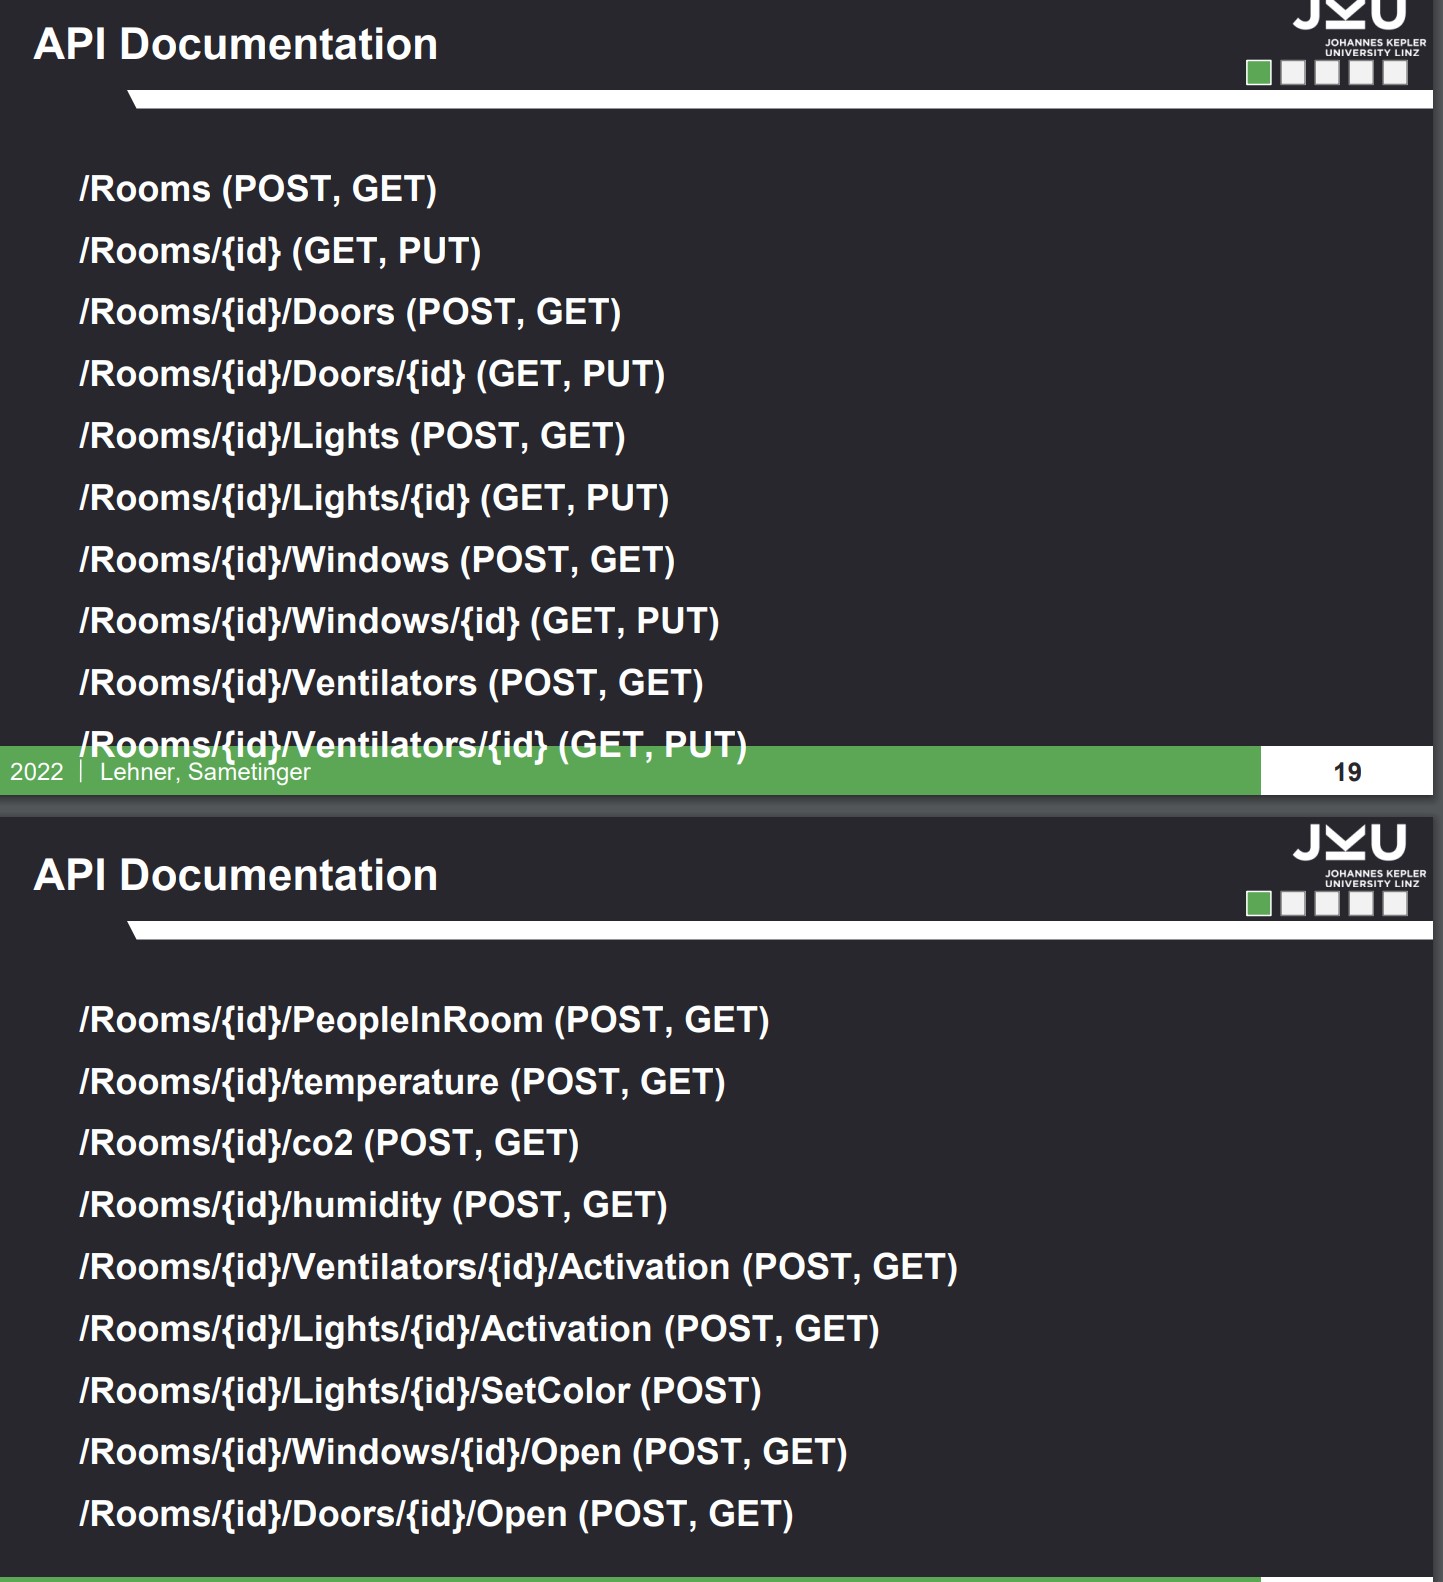 API Documentation
JKU
JOHANNES KEPLER
UNIVERSITY LINZ
/Rooms (POST, GET)
/Rooms/{id} (GET, PUT)
/Rooms/{id}/Doors (POST, GET)
/Rooms/{id}/Doors/{id} (GET, PUT)
/Rooms/{id}/Lights (POST, GET)
/Rooms/{id}/Lights/{id} (GET, PUT)
/Rooms/{id}/Windows (POST, GET)
/Rooms/{id}/Windows/{id} (GET, PUT)
/Rooms/{id}/Ventilators (POST, GET)
/Rooms/{id}/Ventilators/{id} (GET, PUT)
2022 | Lehner, Sametinger
19
API Documentation
JKU
JOHANNES KEPLER
UNIVERSITY LINZ
/Rooms/{id}/PeopleInRoom (POST, GET)
/Rooms/{id}/temperature (POST, GET)
/Rooms/{id}/co2 (POST, GET)
/Rooms/{id}/humidity (POST, GET)
/Rooms/{id}/Ventilators/{id}/Activation (POST, GET)
/Rooms/{id}/Lights/{id}/Activation (POST, GET)
/Rooms/{id}/Lights/{id}/SetColor (POST)
/Rooms/{id}/Windows/{id}/Open (POST, GET)
/Rooms/{id}/Doors/{id}/Open (POST, GET)